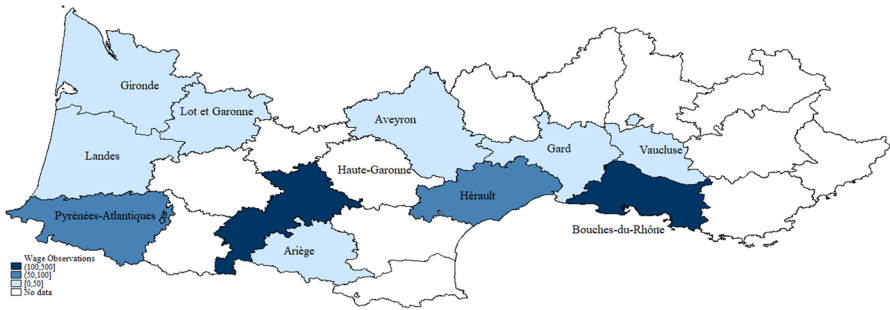 Gironde
Lot et Garonne
Aveyron
Landes
Gard
Vaucluse
Haute-Garonne
Hérault
Pyrénées-Atlantiques
Bouches-du-Rhône
Ariège
Wage Observations
(100,500]
(50,100]
[0,50]
No data